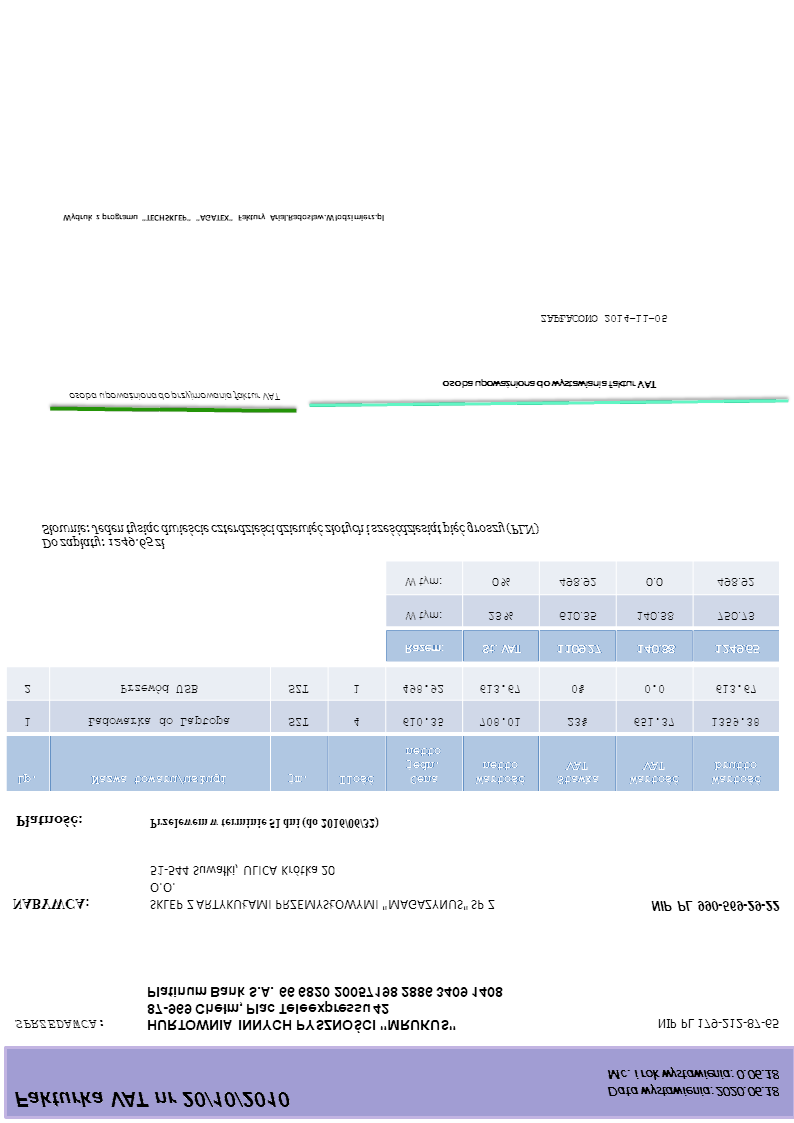 Fakturka VAT nr 20/10/2010
Data wystawienia: 2020.06.18
Mc. i rok wystawienia: 0.06.18
SPRZEDAWCA: HURTOWNIA INNYCH PYSZNOŚCI "MRUKUS" NIP PL 179-212-87-65
87-969 Chełm, Plac Teleexpressu 42
Platinum Bank S.A. 66 6820 20057198 2886 3409 1408
NABYWCA: SKLEP Z ARTYKUŁAMI PRZEMYSŁOWYMI "MAGAZYNUS" SP Z NIP PL 990-569-29-22
O.O.
51-544 Suwałki, ULICA Krótka 20
Płatność: Przelewem w terminie 51 dni (do 2016/06/32)
Lp. Nazwa towaru/usługi jm. Ilość Cena jedn. netto wartość netto Stawka VAT wartość VAT wartość brutto
1 Ładowarka do Laptopa SZT 4 610.35 708.01 23% 651.37 1359.38
2 Przewód USB SZT 1 498.92 613.67 0% 0.0 613.67
Razem: St. VAT 1109.27 140.38 1249.65
W tym: 23% 610.35 140.38 750.73
W tym: 0% 498.92 0.0 498.92
Do zapłaty: 1249.65 zł
Słownie: Jeden tysiąc dwieście czterdzieści dziewięć złotych i sześćdziesiąt pięć groszy (PLN)
osoba upoważniona do przyjmowania faktur VAT
osoba upoważniona do wystawiania faktur VAT
ZAPŁACONO 2014-11-05
Wydruk z programu "TECHSKLEP" "AGATEX" Faktury Arial.Radosław.Włodzimierz.pl